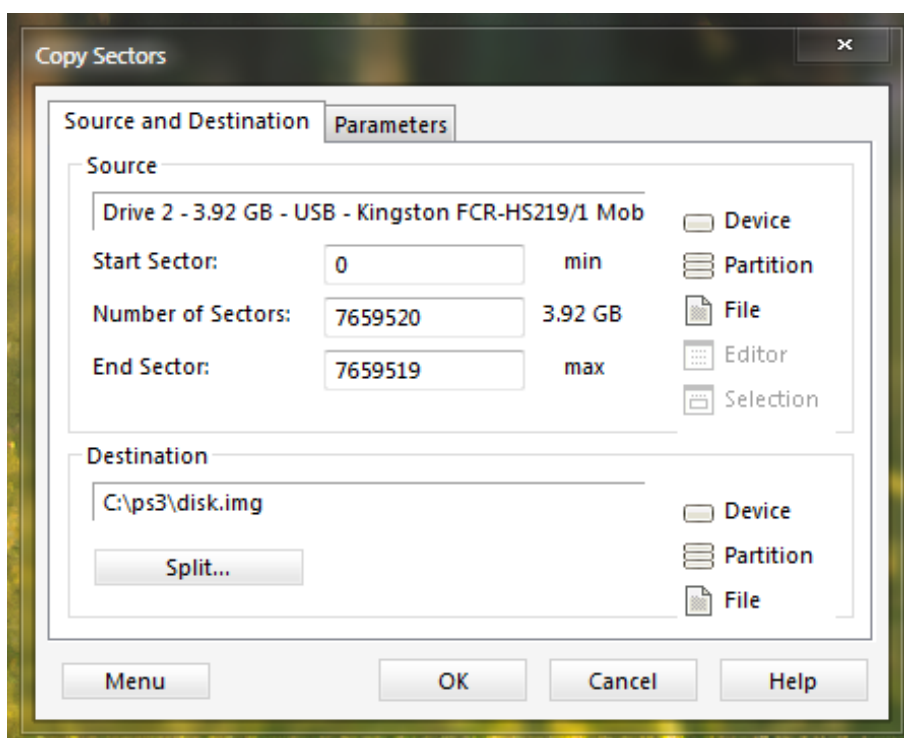 Copy Sectors
Source and Destination
Parameters
Source
Drive 2 - 3.92 GB - USB - Kingston FCR-HS219/1 Mob
Device
Start Sector:
0
min
Partition
Number of Sectors:
7659520
3.92 GB
File
End Sector:
7659519
max
Editor
Selection
Destination
C:\ps3\disk.img
Device
Split...
Partition
File
Menu
OK
Cancel
Help